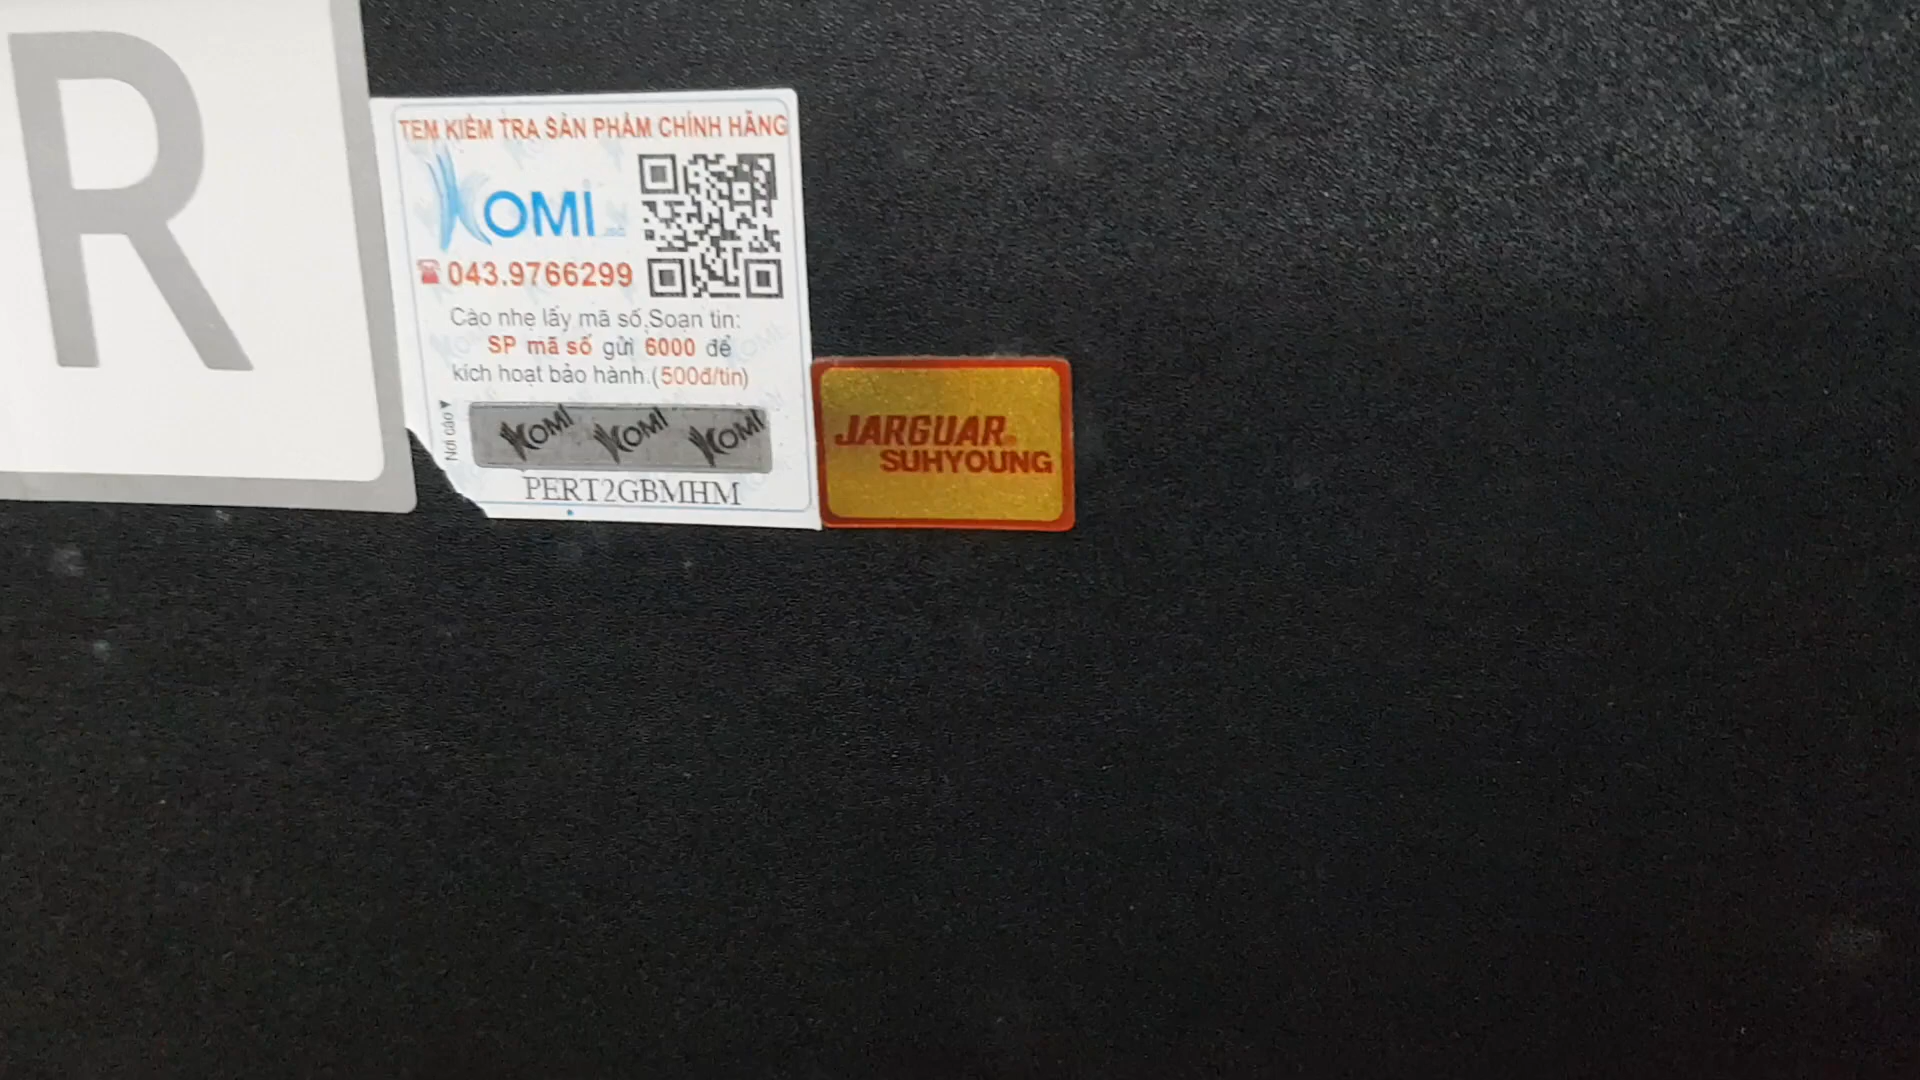 R
TEM KIỂM TRA SẢN PHẨM CHÍNH HÃNG
KOMI
043.9766299
Cào nhẹ lấy mã số,Soạn tin:
SP mã số gửi 6000 để
kích hoạt bảo hành.(500đ/tin)
Nơi cào
KOMI KOMI KOMI
PERT2GBMHM
JARGUAR
SUHYOUNG